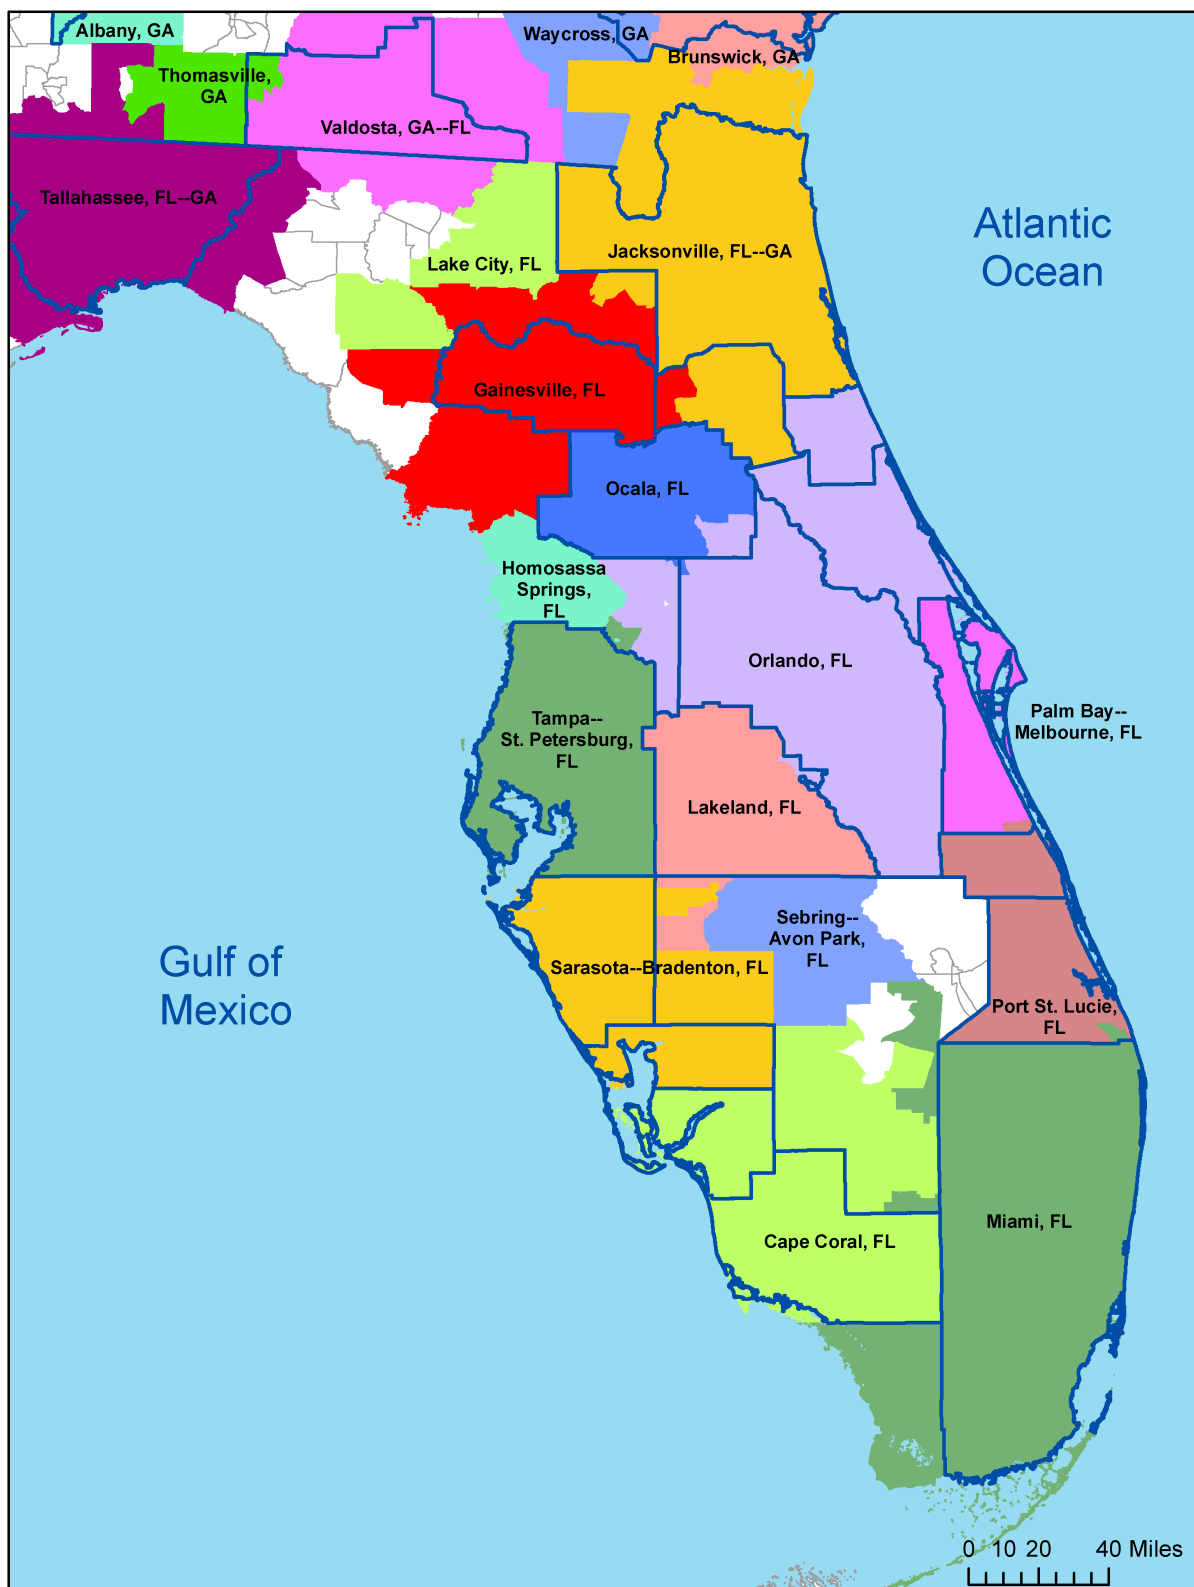 Albany, GA
Waycross, GA
Brunswick, GA
Thomasville,
GA
Valdosta, GA--FL
Tallahassee, FL--GA
Atlantic
Ocean
Jacksonville, FL--GA
Lake City, FL
Gainesville, FL
Ocala, FL
Homosassa
Springs,
FL
Orlando, FL
Palm Bay--
Melbourne, FL
Tampa--
St. Petersburg,
FL
Lakeland, FL
Sebring--
Avon Park,
FL
Gulf of
Mexico
Sarasota--Bradenton, FL
Port St. Lucie,
FL
Miami, FL
Cape Coral, FL
0 10 20 40 Miles